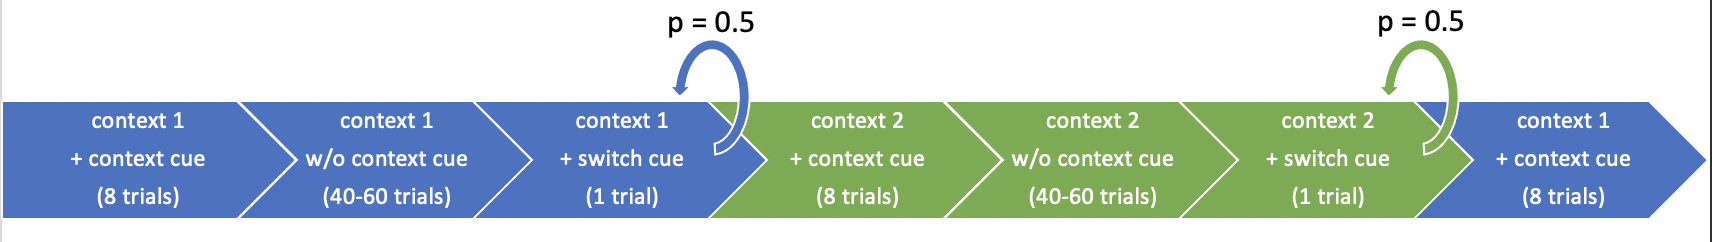 p = 0.5
p = 0.5
context 1
+ context cue
(8 trials)
context 1
w/o context cue
(40-60 trials)
context 1
+ switch cue
(1 trial)
context 2
+ context cue
(8 trials)
context 2
w/o context cue
(40-60 trials)
context 2
+ switch cue
(1 trial)
context 1
+ context cue
(8 trials)